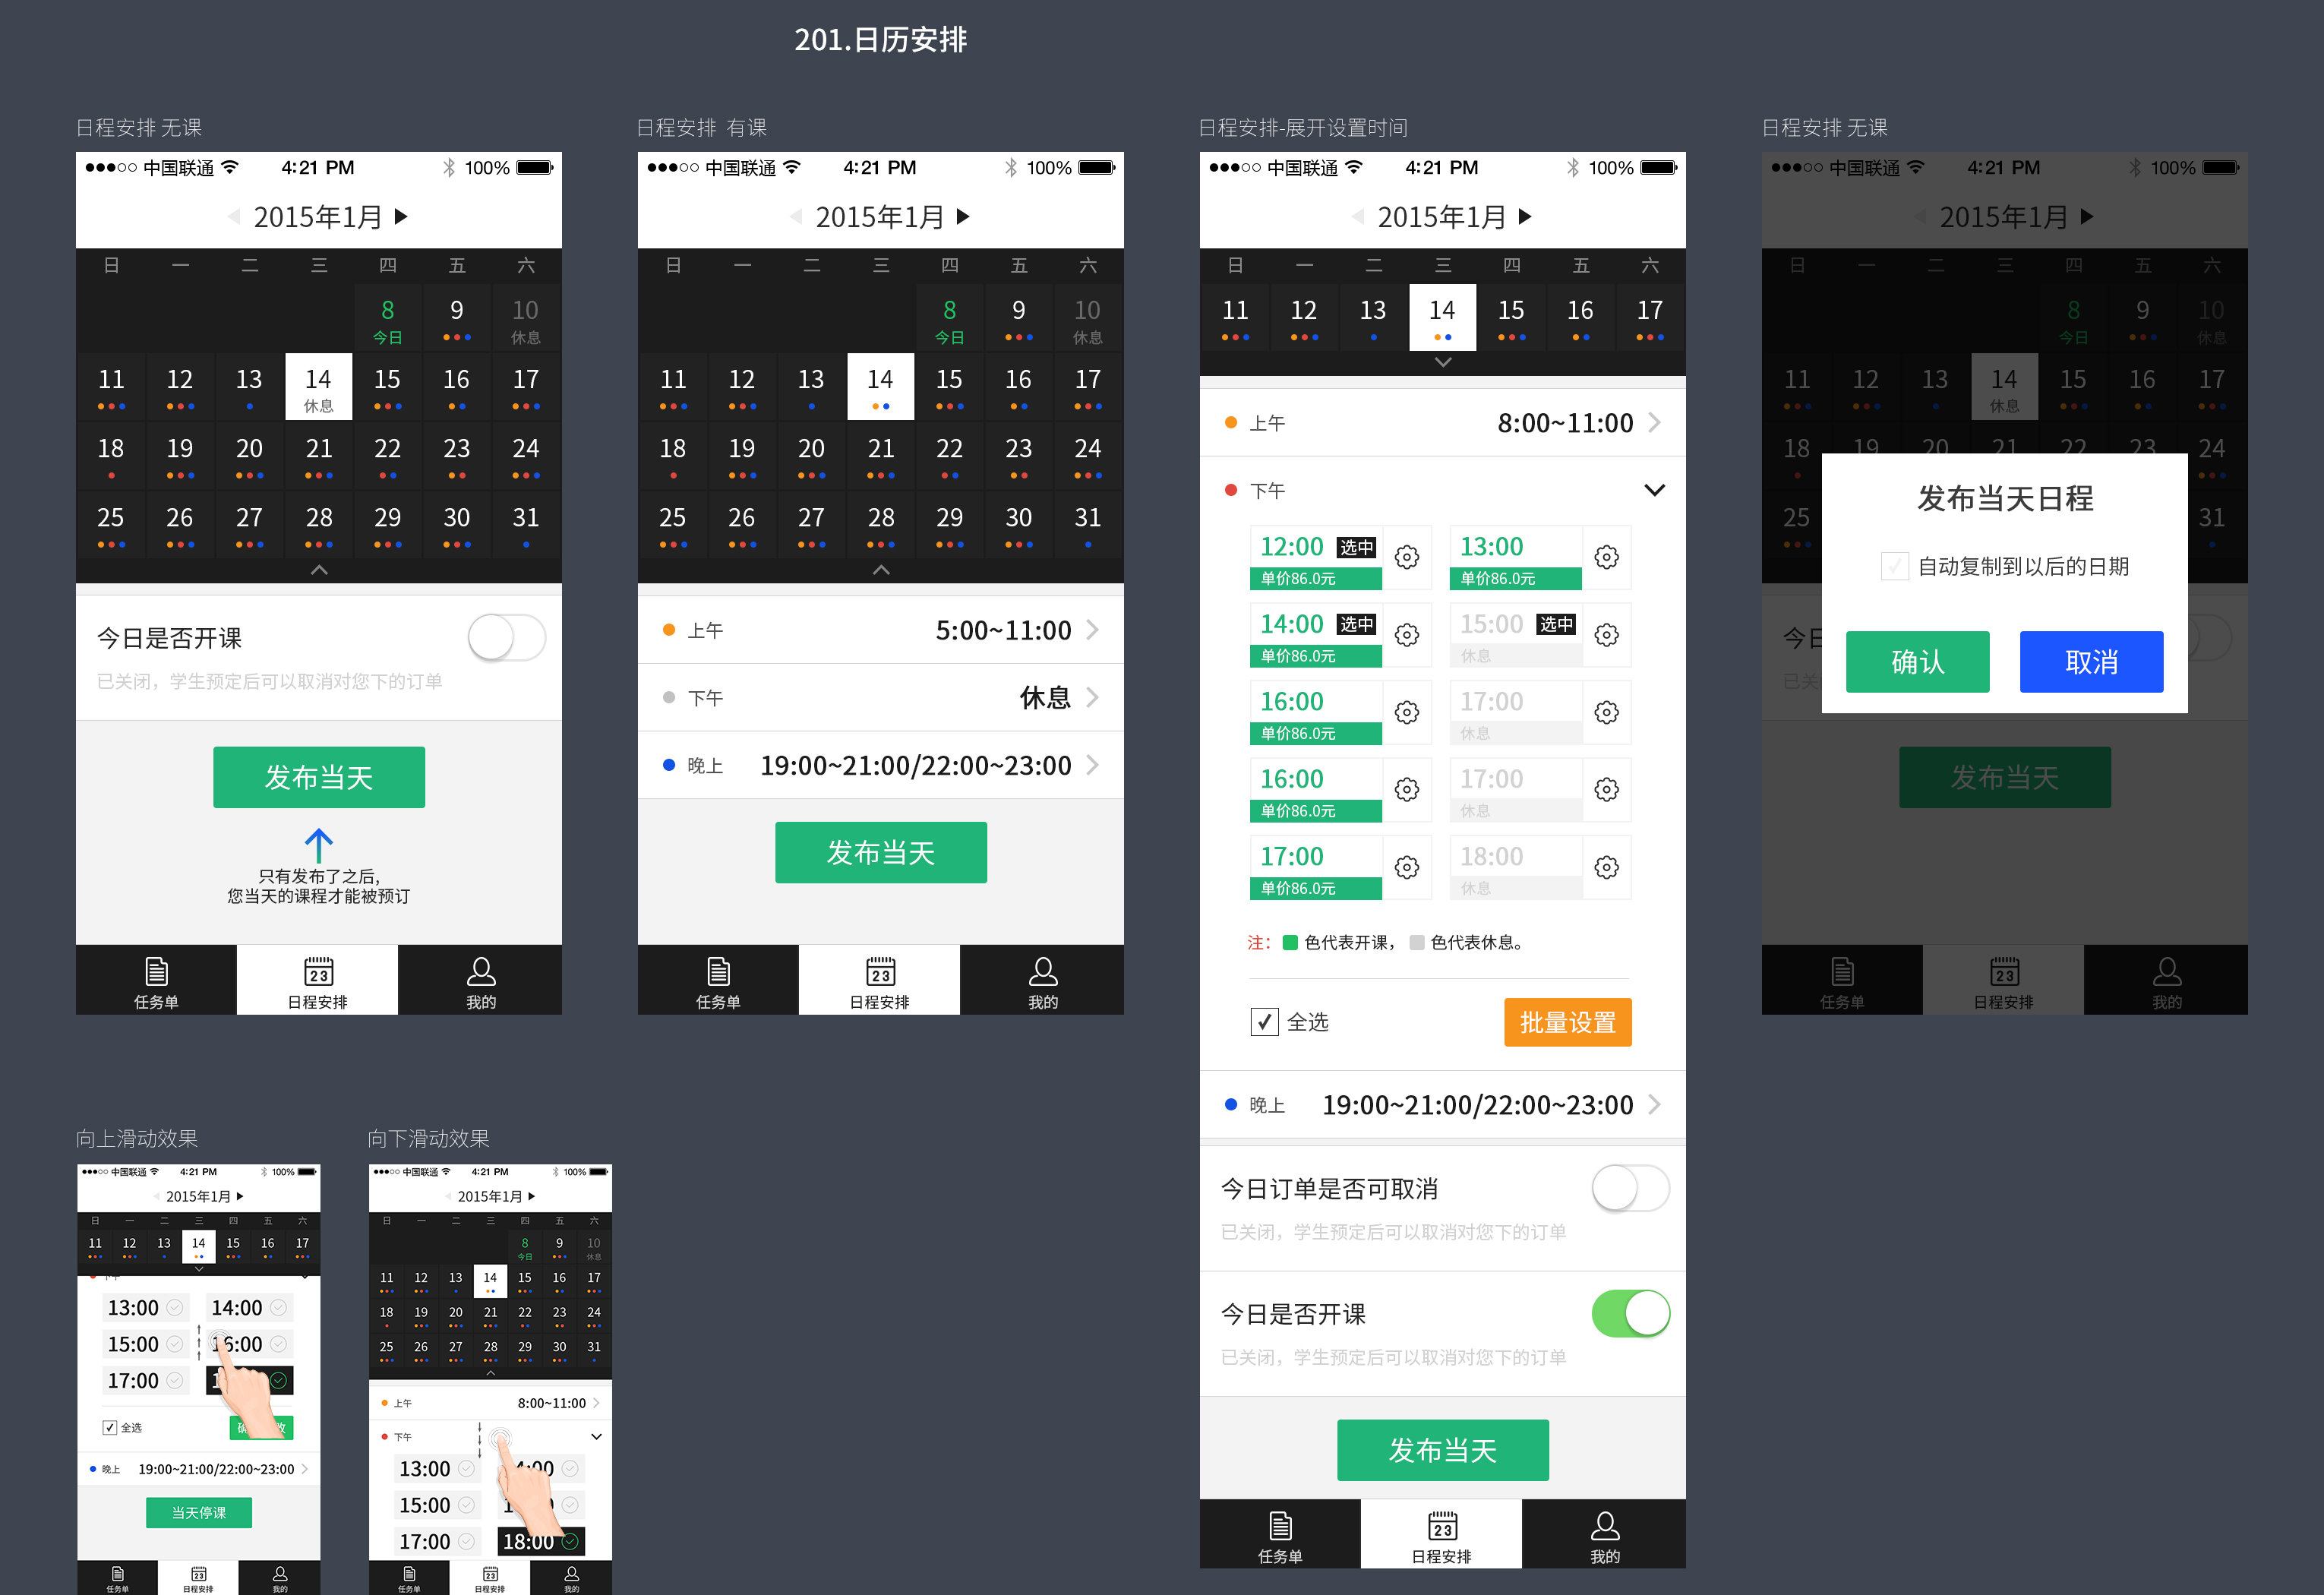 201.日历安排
日程安排 无课
中国联通 4:21 PM 100%
2015年1月
日 一 二 三 四 五 六
8 9 10
今日 休息
11 12 13 14 15 16 17
休息
18 19 20 21 22 23 24
25 26 27 28 29 30 31
今日是否开课
已关闭，学生预定后可以取消对您下的订单
发布当天
只有发布了之后,
您当天的课程才能被预订
任务单 日程安排 我的
日程安排 有课
中国联通 4:21 PM 100%
2015年1月
日 一 二 三 四 五 六
8 9 10
今日 休息
11 12 13 14 15 16 17
18 19 20 21 22 23 24
25 26 27 28 29 30 31
上午 5:00~11:00
下午 休息
晚上 19:00~21:00/22:00~23:00
发布当天
任务单 日程安排 我的
日程安排-展开设置时间
中国联通 4:21 PM 100%
2015年1月
日 一 二 三 四 五 六
11 12 13 14 15 16 17
上午 8:00~11:00
下午
12:00 选中 13:00
单价86.0元 单价86.0元
14:00 选中 15:00 选中
单价86.0元 休息
16:00 17:00
单价86.0元 休息
16:00 17:00
单价86.0元 休息
17:00 18:00
单价86.0元 休息
注： 色代表开课， 色代表休息。
全选 批量设置
晚上 19:00~21:00/22:00~23:00
今日订单是否可取消
已关闭，学生预定后可以取消对您下的订单
今日是否开课
已关闭，学生预定后可以取消对您下的订单
发布当天
任务单 日程安排 我的
日程安排 无课
中国联通 4:21 PM 100%
2015年1月
日 一 二 三 四 五 六
8 9 10
今日 休息
11 12 13 14 15 16 17
休息
18 19 20 21 22 23 24
25 31
发布当天日程
自动复制到以后的日期
确认 取消
今日
已关
发布当天
任务单 日程安排 我的
向上滑动效果
中国联通 4:21 PM 100%
2015年1月
日 一 二 三 四 五 六
11 12 13 14 15 16 17
13:00 14:00
15:00 16:00
17:00
全选
晚上 19:00~21:00/22:00~23:00
当天停课
任务单 日程安排 我的
向下滑动效果
中国联通 4:21 PM 100%
2015年1月
日 一 二 三 四 五 六
8 9 10
今日 休息
11 12 13 14 15 16 17
18 19 20 21 22 23 24
25 26 27 28 29 30 31
上午 8:00~11:00
下午
13:00
15:00
17:00 18:00
任务单 日程安排 我的